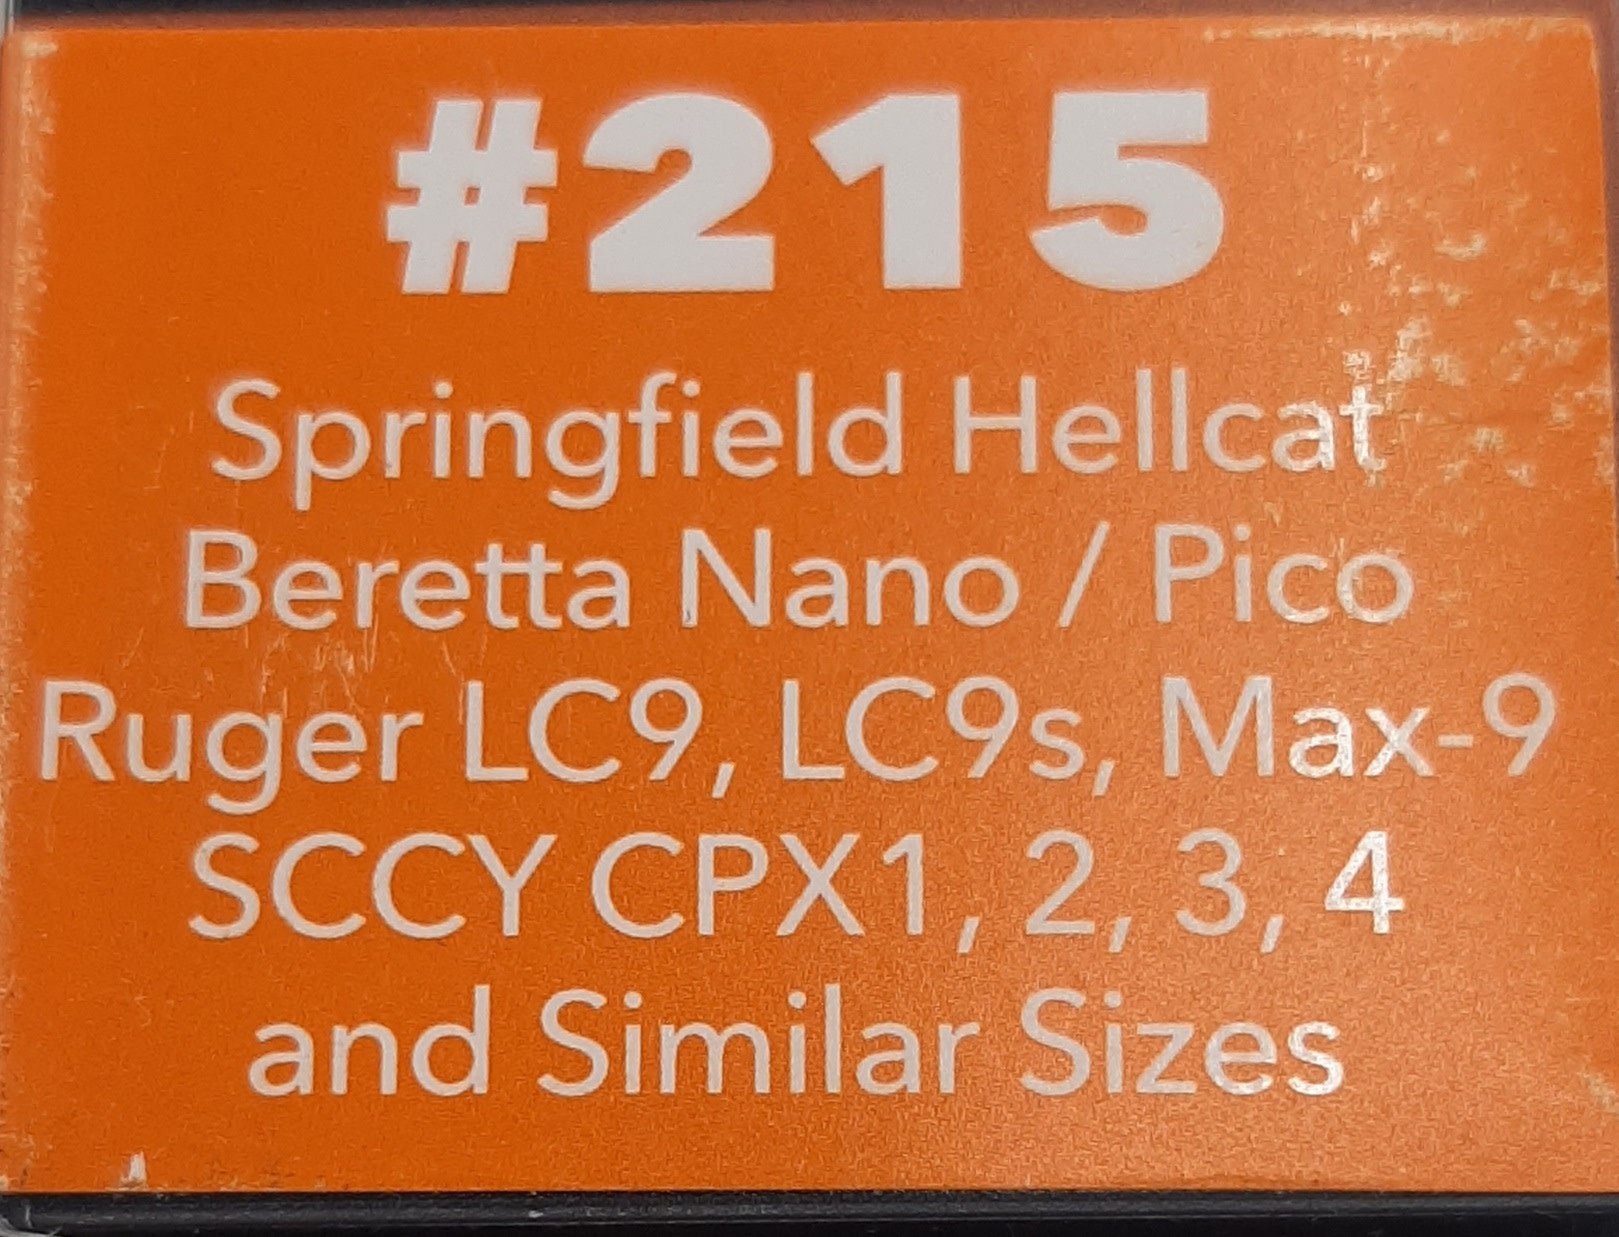 #215
Springfield Hellcat
Beretta Nano / Pico
Ruger LC9, LC9s, Max-9
SCCY CPX1, 2, 3, 4
and Similar Sizes